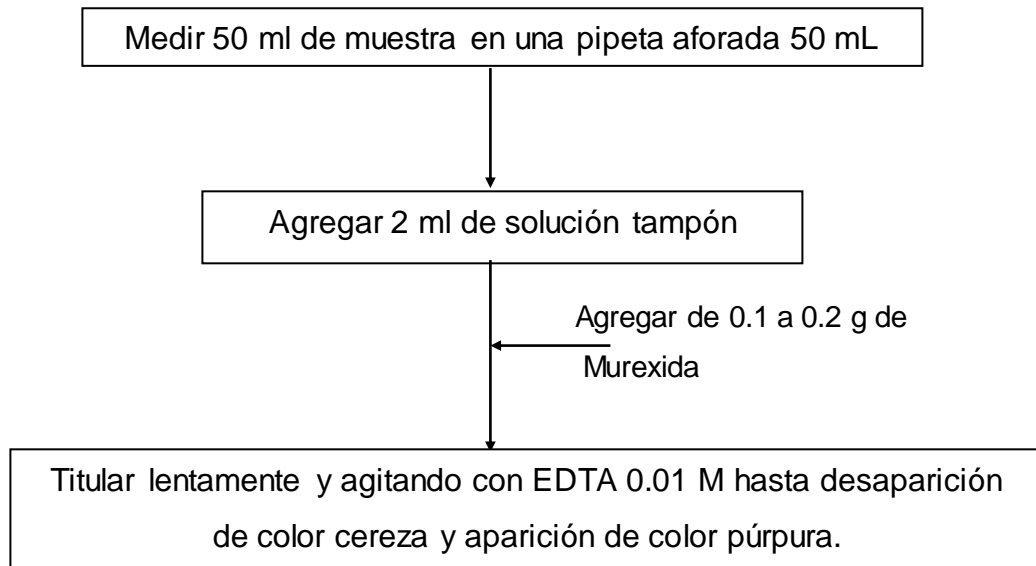 Medir 50 ml de muestra en una pipeta aforada 50 mL
Agregar 2 ml de solución tampón
Agregar de 0.1 a 0.2 g de
Murexida
Titular lentamente y agitando con EDTA 0.01 M hasta desaparición
de color cereza y aparición de color púrpura.